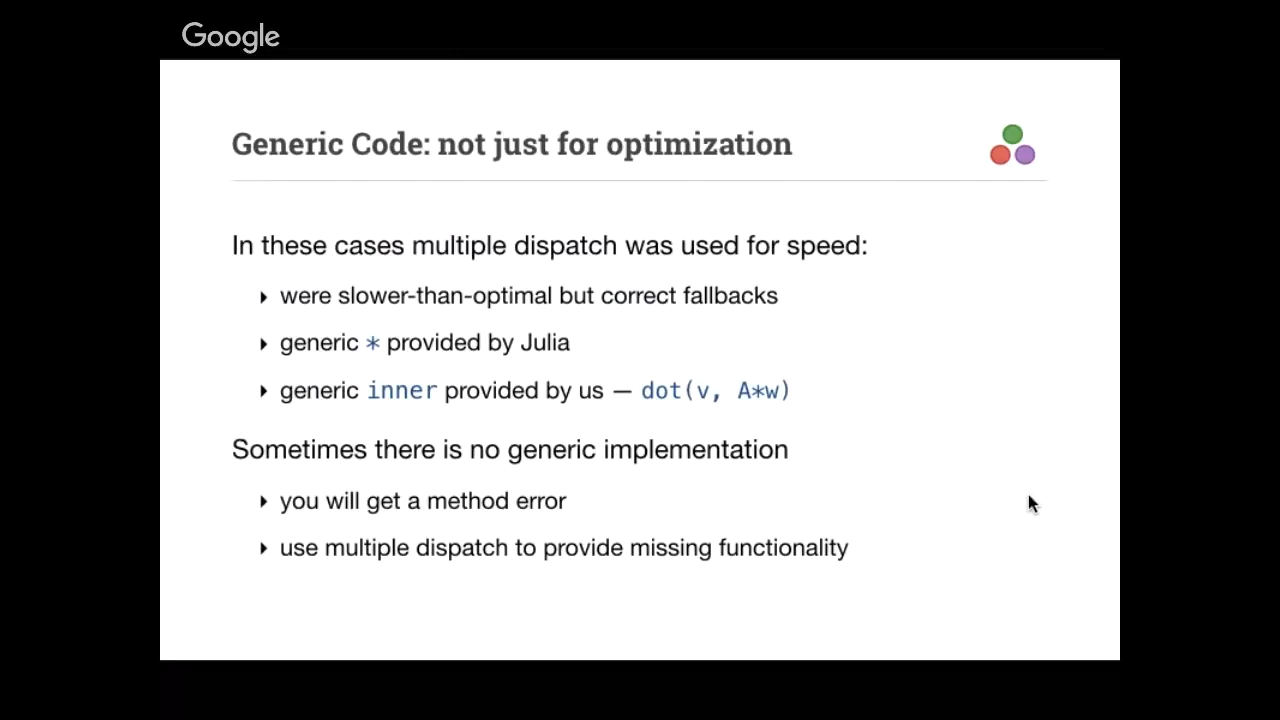 Google
Generic Code: not just for optimization
In these cases multiple dispatch was used for speed:
‣ were slower-than-optimal but correct fallbacks
‣ generic * provided by Julia
‣ generic inner provided by us — dot(v, A*w)
Sometimes there is no generic implementation
‣ you will get a method error
‣ use multiple dispatch to provide missing functionality